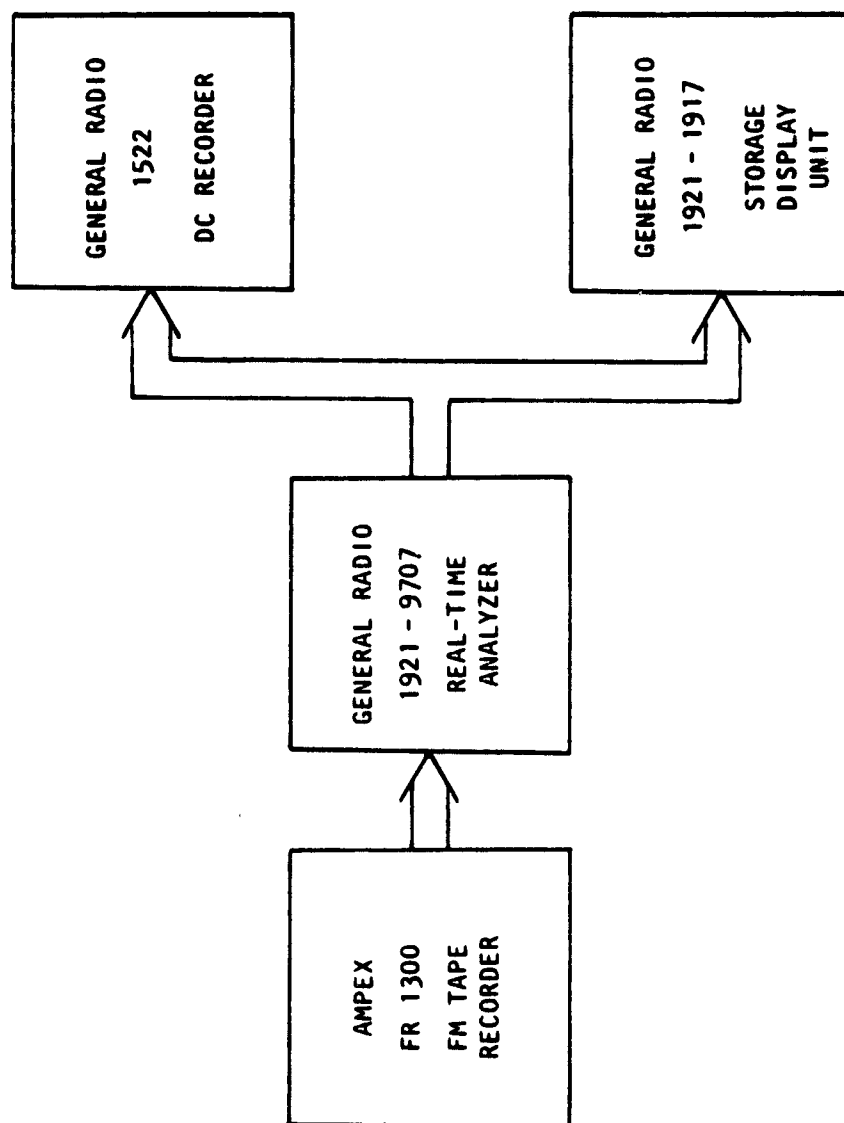 AMPEX
FR 1300
FM TAPE
RECORDER
GENERAL RADIO
1921-9707
REAL-TIME
ANALYZER
GENERAL RADIO
1522
DC RECORDER
GENERAL RADIO
1921-1917
STORAGE
DISPLAY
UNIT